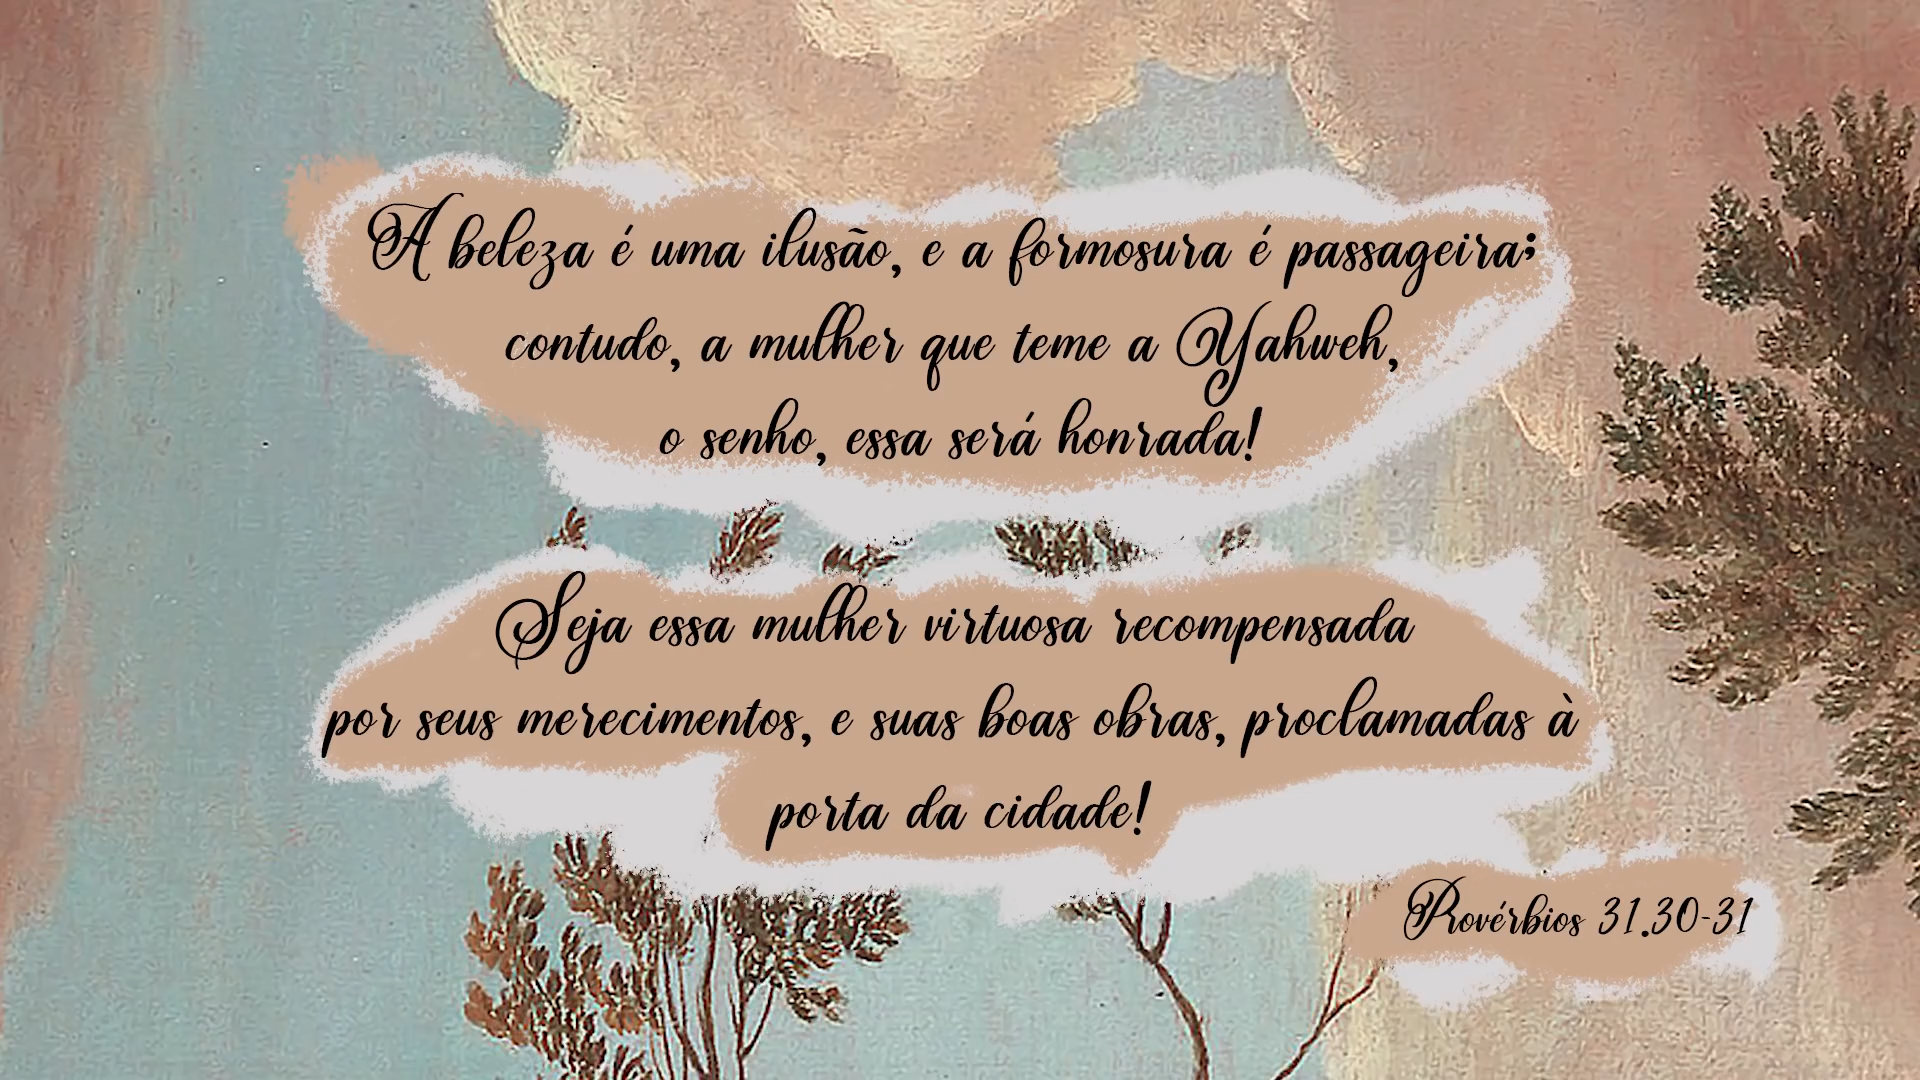 A beleza é uma ilusão, e a formosura é passageira;
contudo, a mulher que teme a Yahweh,
o senho, essa será honrada!
Seja essa mulher virtuosa recompensada
por seus merecimentos, e suas boas obras, proclamadas à
porta da cidade!
Provérbios 31.30-31